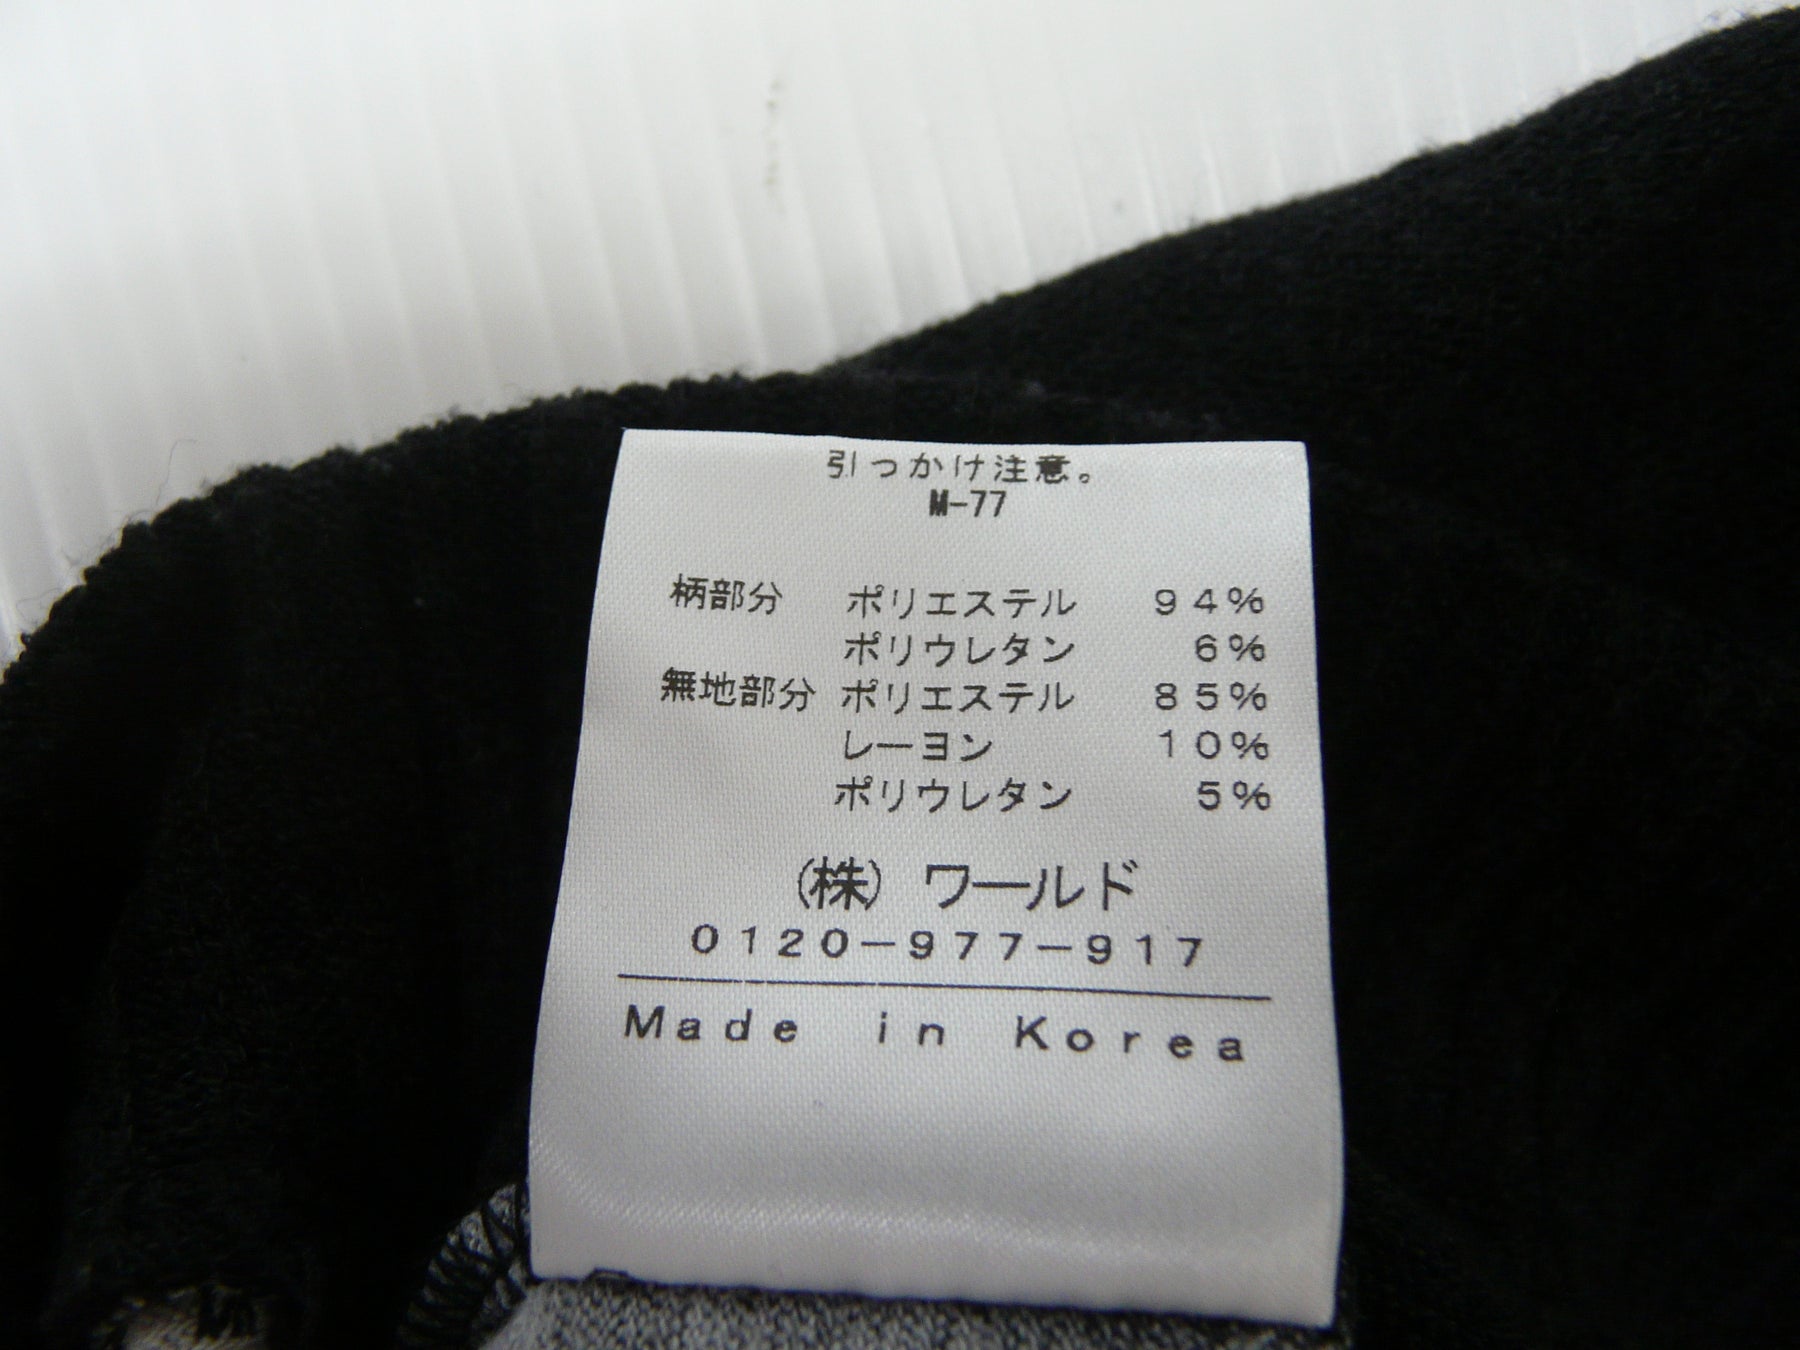 引っかけ注意。
M-77
柄部分 ポリエステル 94%
ポリウレタン 6%
無地部分 ポリエステル 85%
レーヨン 10%
ポリウレタン 5%
(株) ワールド
0120-977-917
Made in Korea